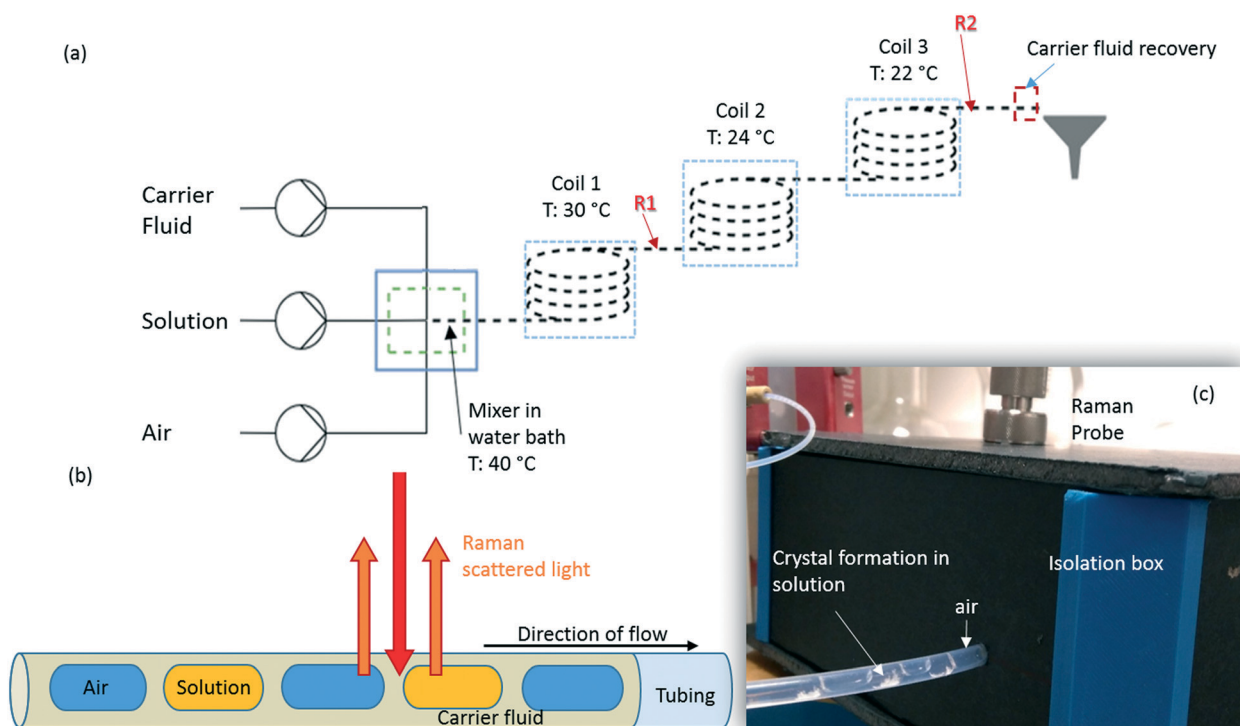 (a)
Carrier
Fluid
Solution
Air
Mixer in
water bath
T: 40 °C
Coil 1
T: 30 °C
R1
Coil 2
T: 24 °C
Coil 3
T: 22 °C
R2
Carrier fluid recovery
(b)
Raman
scattered light
Direction of flow
Air
Solution
Carrier fluid
Tubing
(c)
Raman
Probe
Crystal formation in
solution
air
Isolation box